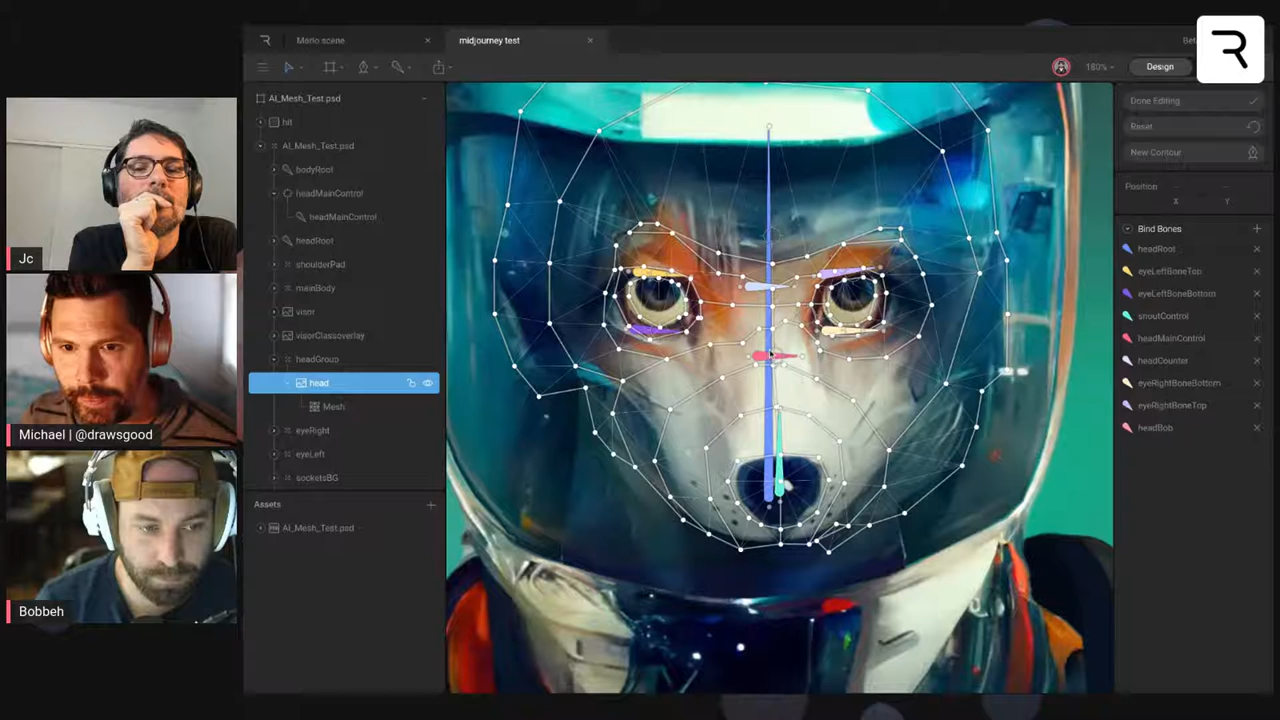 Jc
Michael | @drawsgood
Bobbeh
Mario scene
midjourney test
180%
Design
AI_Mesh_Test.psd
hit
AI_Mesh_Test.psd
bodyRoot
headMainControl
headMainControl
headRoot
shoulderPad
mainBody
visor
visorClassoverlay
headGroup
head
Mesh
eyeRight
eyeLeft
socketsBG
Assets
AI_Mesh_Test.psd
Done Editing
Reset
New Contour
Position
X Y
Bind Bones
headRoot
eyeLeftBoneTop
eyeLeftBoneBottom
snoutControl
headMainControl
headCounter
eyeRightBoneBottom
eyeRightBoneTop
headBob